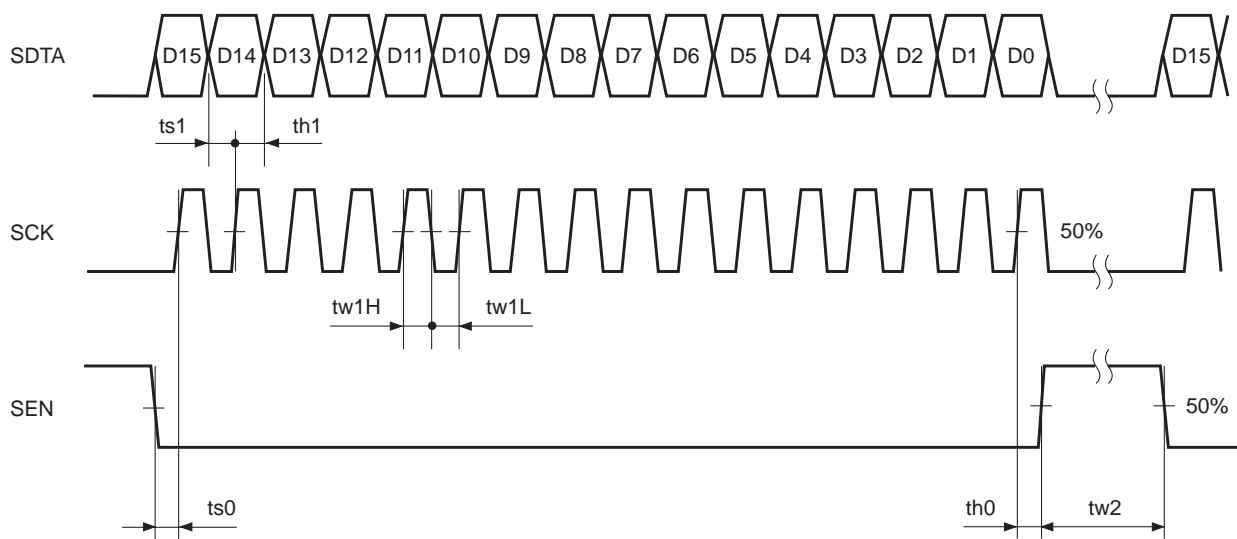 SDTA D15 D14 D13 D12 D11 D10 D9 D8 D7 D6 D5 D4 D3 D2 D1 D0 D15
ts1 th1
SCK 50%
tw1H tw1L
SEN 50%
ts0 th0 tw2